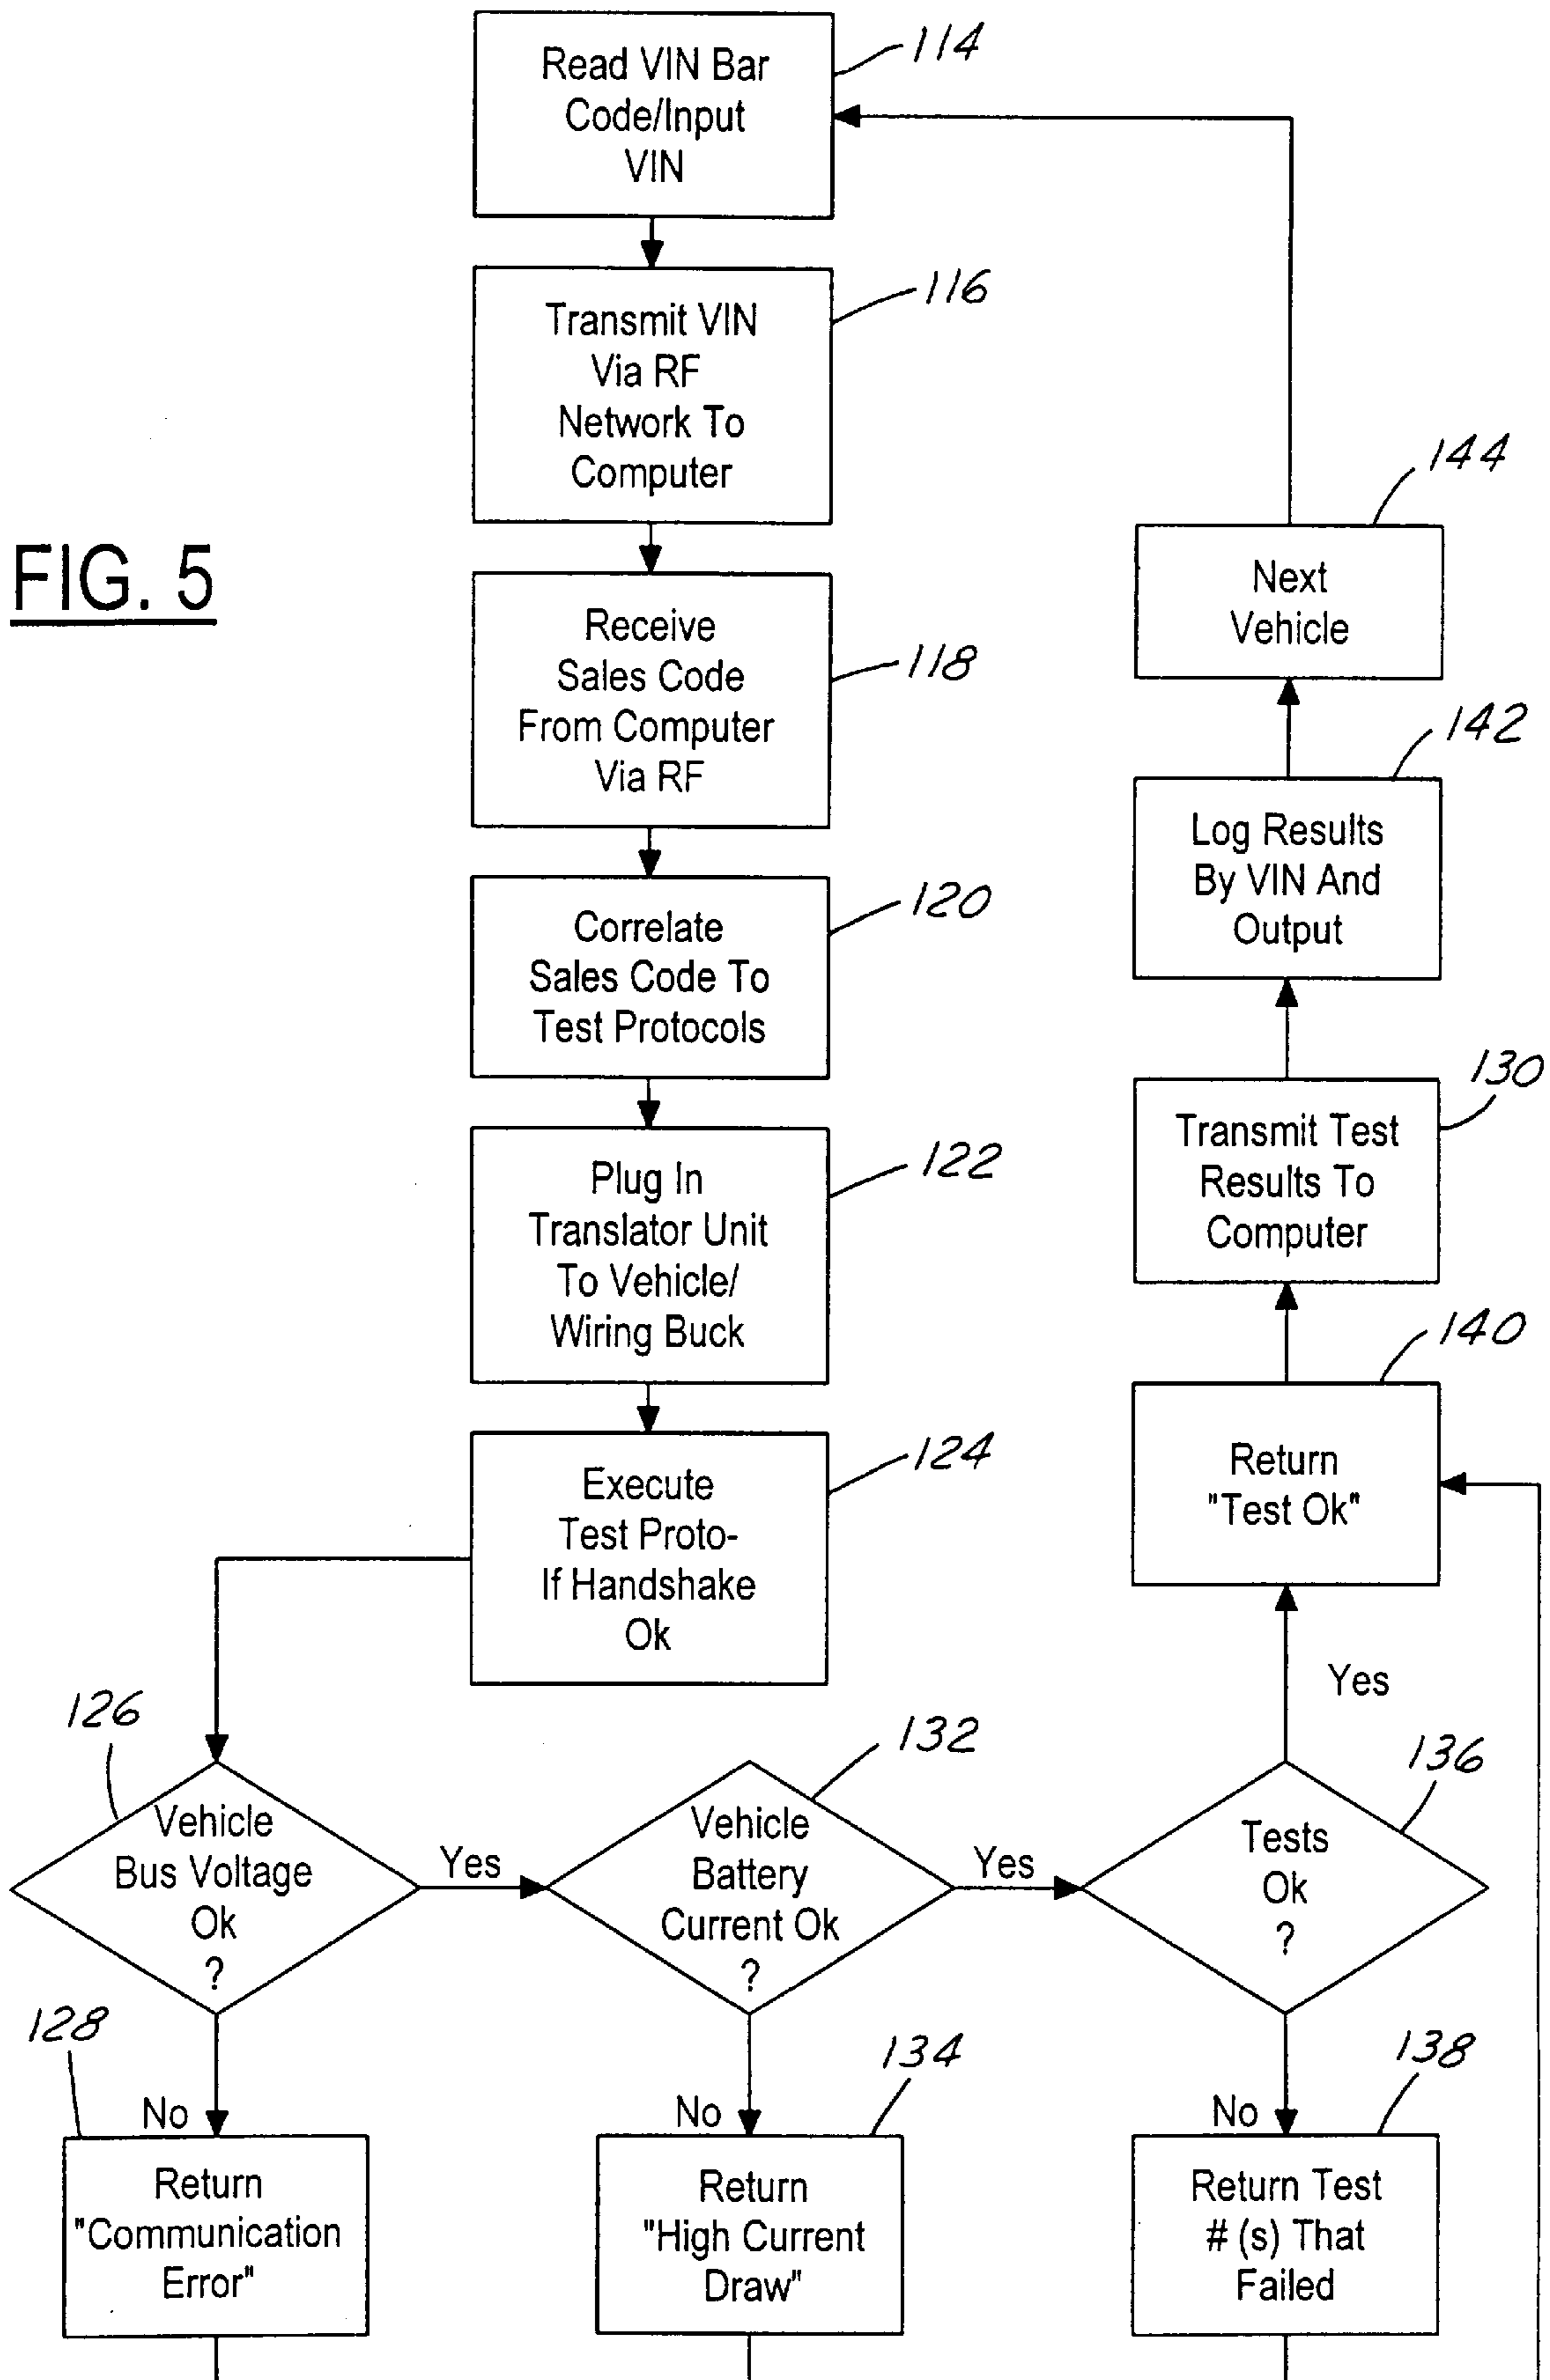 Read VIN Bar
Code/Input
VIN
114
Transmit VIN
Via RF
Network To
Computer
116
FIG. 5
Receive
Sales Code
From Computer
Via RF
118
Correlate
Sales Code To
Test Protocols
120
Plug In
Translator Unit
To Vehicle/
Wiring Buck
122
Execute
Test Proto-
If Handshake
Ok
124
126
Vehicle
Bus Voltage
Ok
?
Yes
No
128
Return
"Communication
Error"
132
Vehicle
Battery
Current Ok
?
Yes
No
134
Return
"High Current
Draw"
136
Tests
Ok
?
Yes
No
138
Return Test
# (s) That
Failed
140
Return
"Test Ok"
130
Transmit Test
Results To
Computer
142
Log Results
By VIN And
Output
144
Next
Vehicle